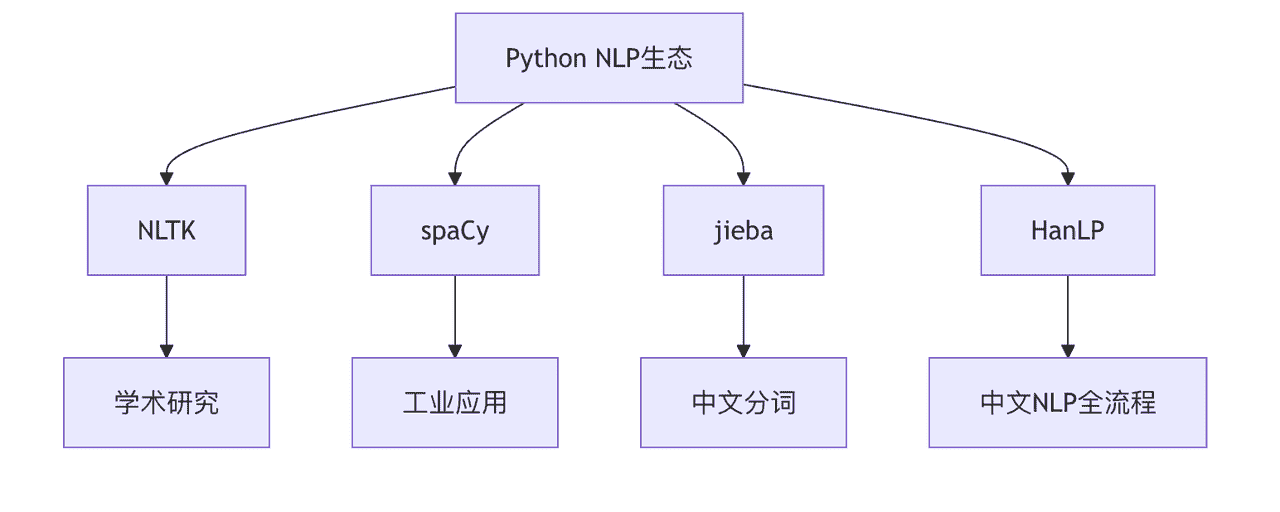 Python NLP生态
NLTK
spaCy
jieba
HanLP
学术研究
工业应用
中文分词
中文NLP全流程